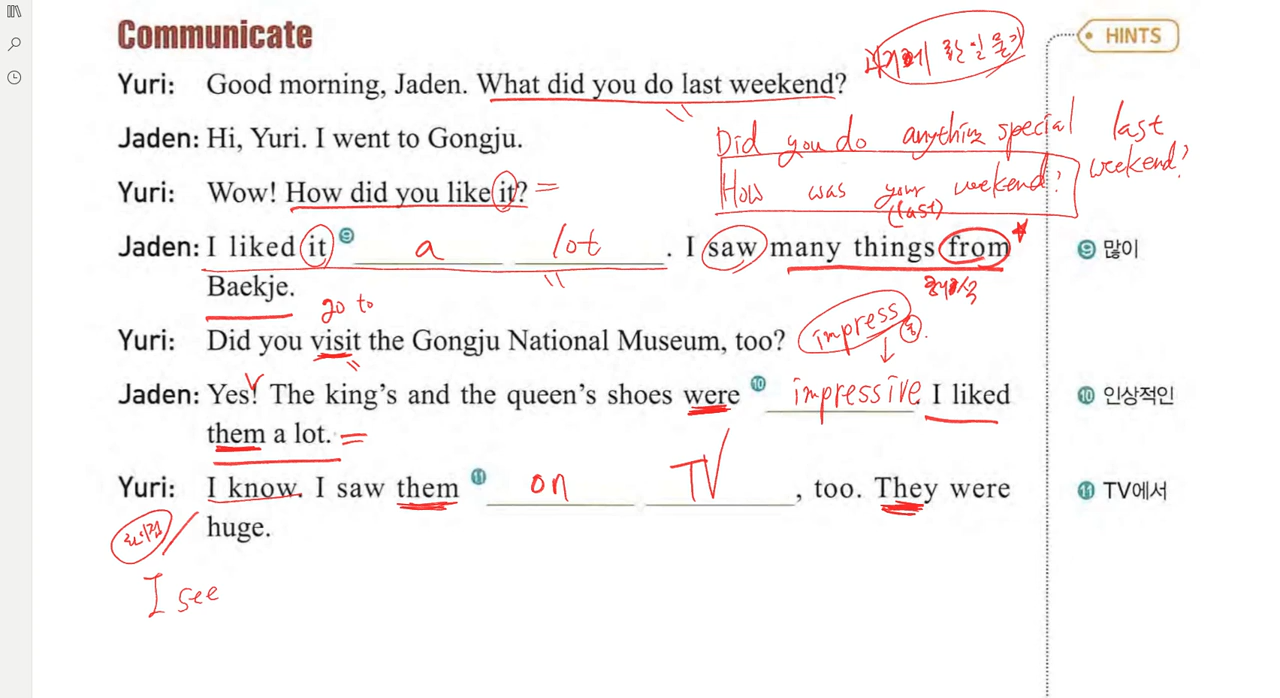 Communicate
HINTS
과거에 한 일 묻기
Yuri: Good morning, Jaden. What did you do last weekend?
Did you do anything special last weekend?
Jaden: Hi, Yuri. I went to Gongju.
How was your weekend?
(last)
Yuri: Wow! How did you like it?
Jaden: I liked it ⑨ a lot. I saw many things from
⑨ 많이
Baekje.
go to
impress
Yuri: Did you visit the Gongju National Museum, too?
Jaden: Yes! The king's and the queen's shoes were ⑩ impressive. I liked
⑩ 인상적인
them a lot.
Yuri: I know. I saw them ⑪ on TV, too. They were
⑪ TV에서
huge.
I see